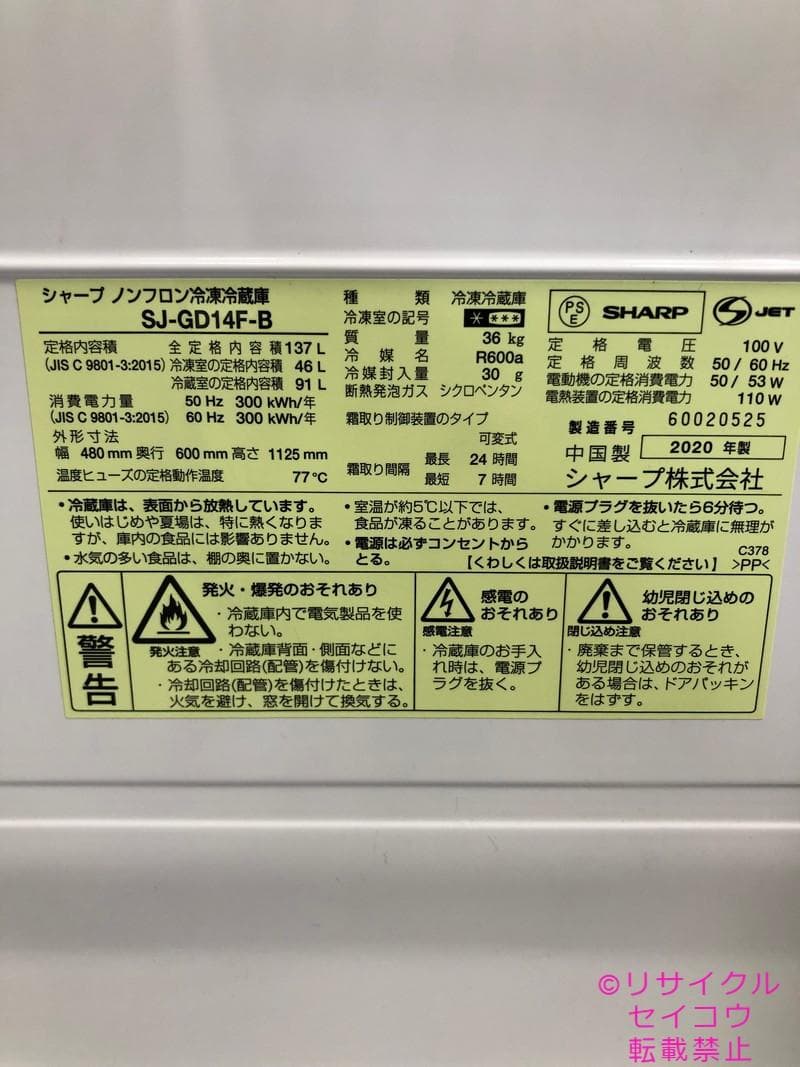 シャープ ノンフロン冷凍冷蔵庫
SJ-GD14F-B
定格内容積 全定格内容積 137 L
(JIS C 9801-3:2015) 冷凍室の定格内容積 46 L
冷蔵室の定格内容積 91 L
消費電力量 50 Hz 300 kWh/年
(JIS C 9801-3:2015) 60 Hz 300 kWh/年
外形寸法
幅 480 mm 奥行 600 mm 高さ 1125 mm
温度ヒューズの定格動作温度 77℃
種類 冷凍冷蔵庫
冷凍室の記号 * ***
質量 36 kg
冷媒名 R600a
冷媒封入量 30 g
断熱発泡ガス シクロペンタン
霜取り制御装置のタイプ
可変式
霜取り間隔 最長 24 時間
最短 7 時間
PSE SHARP S JET
定格電圧 100 V
定格周波数 50 / 60 Hz
電動機の定格消費電力 50 / 53 W
電熱装置の定格消費電力 110 W
製造番号 60020525
中国製 2020 年製
シャープ株式会社
・冷蔵庫は、表面から放熱しています。
使いはじめや夏場は、特に熱くなりま
すが、庫内の食品には影響ありません。
・水気の多い食品は、棚の奥に置かない。
・室温が約5℃以下では、
食品が凍ることがあります。
・電源は必ずコンセントから
とる。
・電源プラグを抜いたら6分待つ。
すぐに差し込むと冷蔵庫に無理が
かかります。
C378
【くわしくは取扱説明書をご覧ください】 >PP<
警告
発火・爆発のおそれあり
発火注意
・冷蔵庫内で電気製品を使
わない。
・冷蔵庫背面・側面などに
ある冷却回路(配管)を傷付けない。
・冷却回路(配管)を傷付けたときは、
火気を避け、窓を開けて換気する。
感電の
おそれあり
感電注意
・冷蔵庫のお手入
れ時は、電源プ
ラグを抜く。
幼児閉じ込めの
おそれあり
閉じ込め注意
・廃棄まで保管するとき、
幼児閉じ込めのおそれが
ある場合は、ドアパッキン
をはずす。
©リサイクル
セイコウ
転載禁止